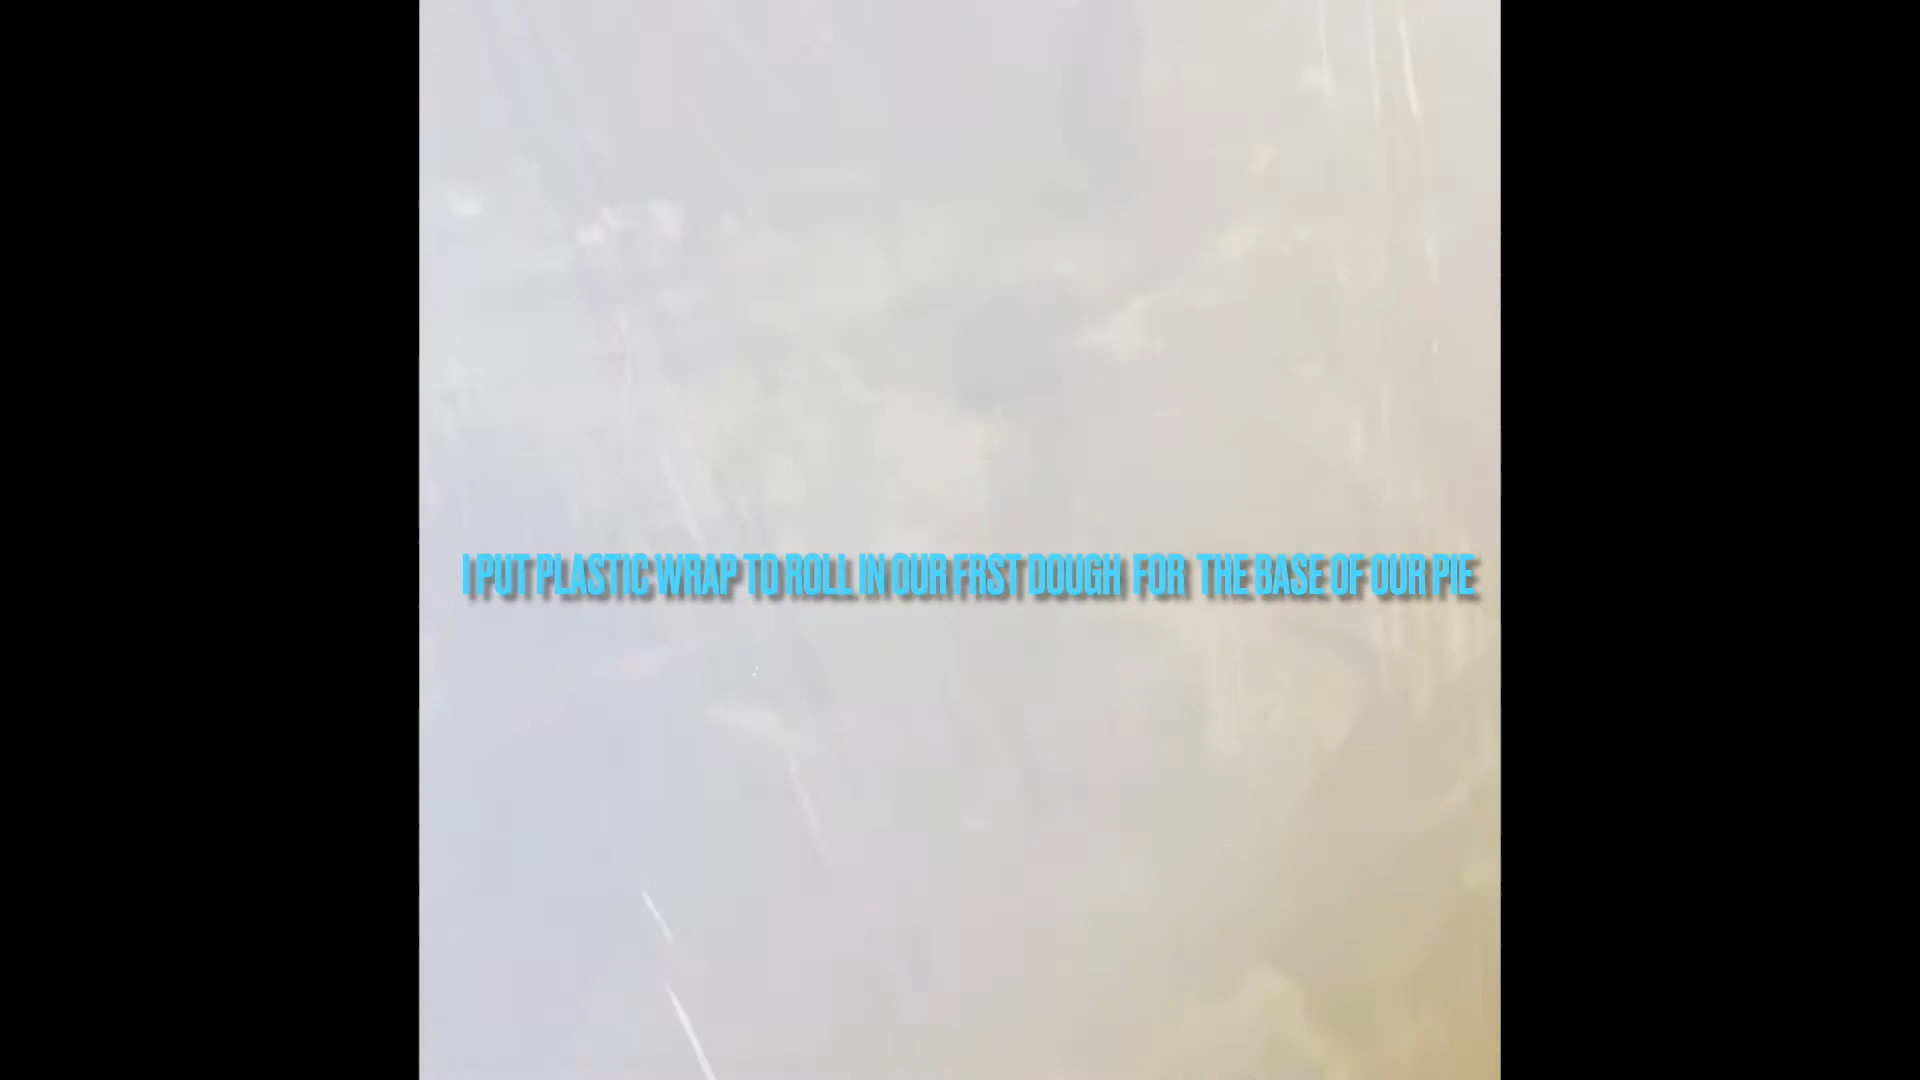 I PUT PLASTIC WRAP TO ROLL IN OUR FRST DOUGH FOR THE BASE OF OUR PIE